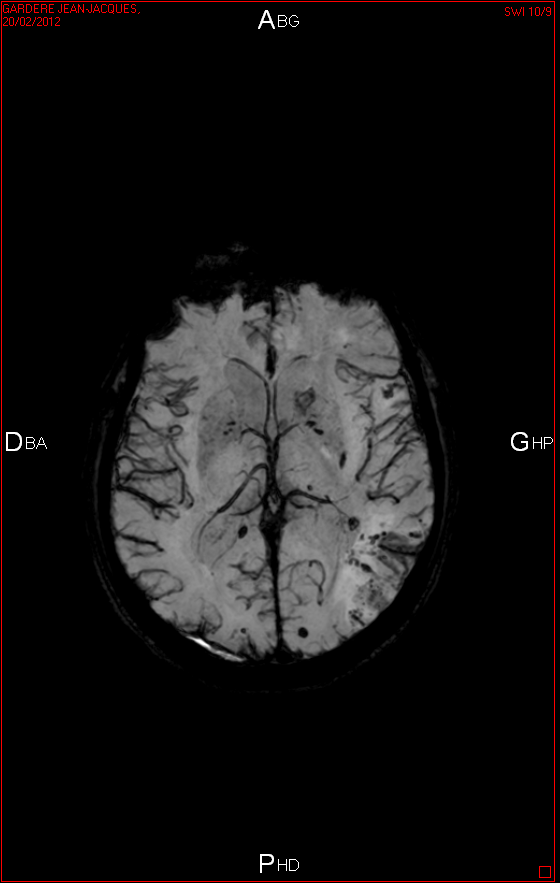 GARDERE JEAN-JACQUES,
20/02/2012
ABG
SWI 10/9
DBA
GHP
PHD